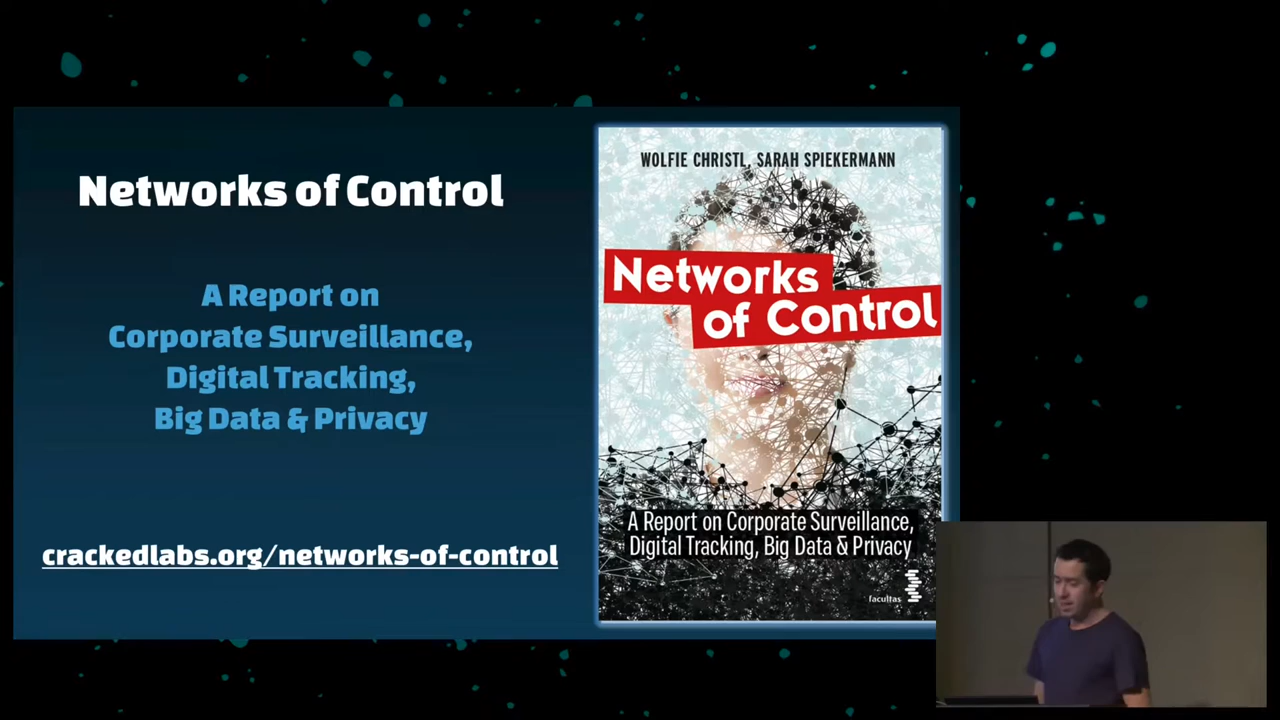 Networks of Control
A Report on
Corporate Surveillance,
Digital Tracking,
Big Data & Privacy
crackedlabs.org/networks-of-control
WOLFIE CHRISTL, SARAH SPIEKERMANN
Networks
of Control
A Report on Corporate Surveillance,
Digital Tracking, Big Data & Privacy
facultas